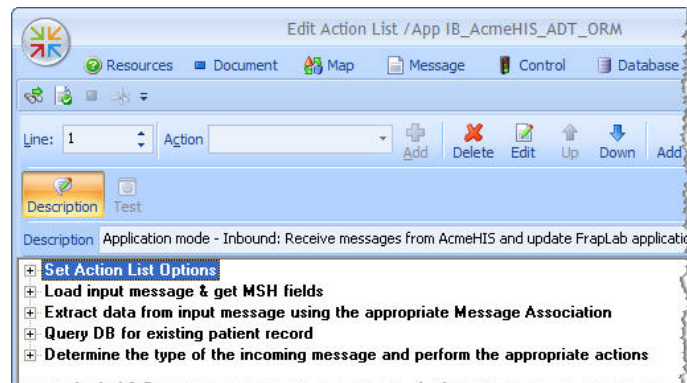 Edit Action List /App IB_AcmeHIS_ADT_ORM
Resources Document Map Message Control Database
Line: 1 Action Add Delete Edit Up Down Add
Description Test
Description Application mode - Inbound: Receive messages from AcmeHIS and update FrapLab applicatio
Set Action List Options
Load input message & get MSH fields
Extract data from input message using the appropriate Message Association
Query DB for existing patient record
Determine the type of the incoming message and perform the appropriate actions